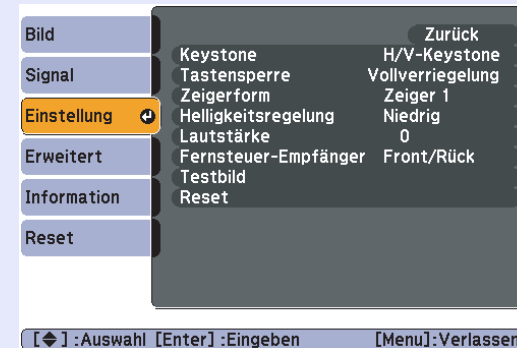 Bild
Signal
Einstellung
Erweitert
Information
Reset
Zurück
Keystone H/V-Keystone
Tastensperre Vollverriegelung
Zeigerform Zeiger 1
Helligkeitsregelung Niedrig
Lautstärke 0
Fernsteuer-Empfänger Front/Rück
Testbild
Reset
[◆] :Auswahl [Enter] :Eingeben [Menu]:Verlassen